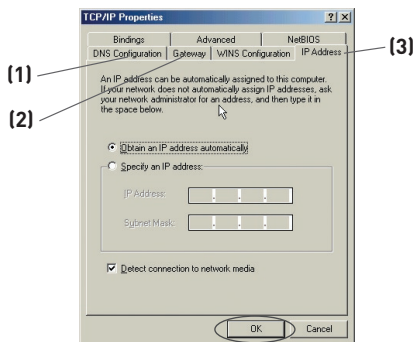 TCP/IP Properties
Bindings Advanced NetBIOS
DNS Configuration Gateway WINS Configuration IP Address
(1)
(2)
(3)
An IP address can be automatically assigned to this computer.
If your network does not automatically assign IP addresses, ask
your network administrator for an address, and then type it in
the space below.
Obtain an IP address automatically
Specify an IP address:
IP Address:
Subnet Mask:
Detect connection to network media
OK Cancel